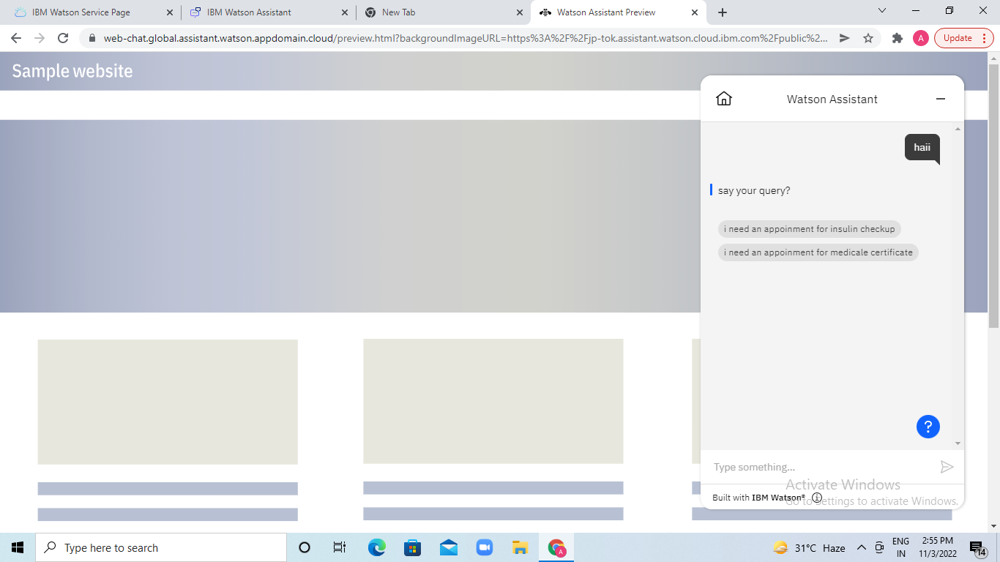 IBM Watson Service Page
IBM Watson Assistant
New Tab
Watson Assistant Preview
web-chat.global.assistant.watson.appdomain.cloud/preview.html?backgroundImageURL=https%3A%2F%2Fjp-tok.assistant.watson.cloud.ibm.com%2Fpublic%2...
A
Update
Sample website
Watson Assistant
haii
say your query?
i need an appoinment for insulin checkup
i need an appoinment for medicale certificate
?
Type something...
Activate Windows
Built with IBM Watson®
Go to Settings to activate Windows.
Type here to search
A
31°C Haze
ENG
IN
2:55 PM
11/3/2022
14